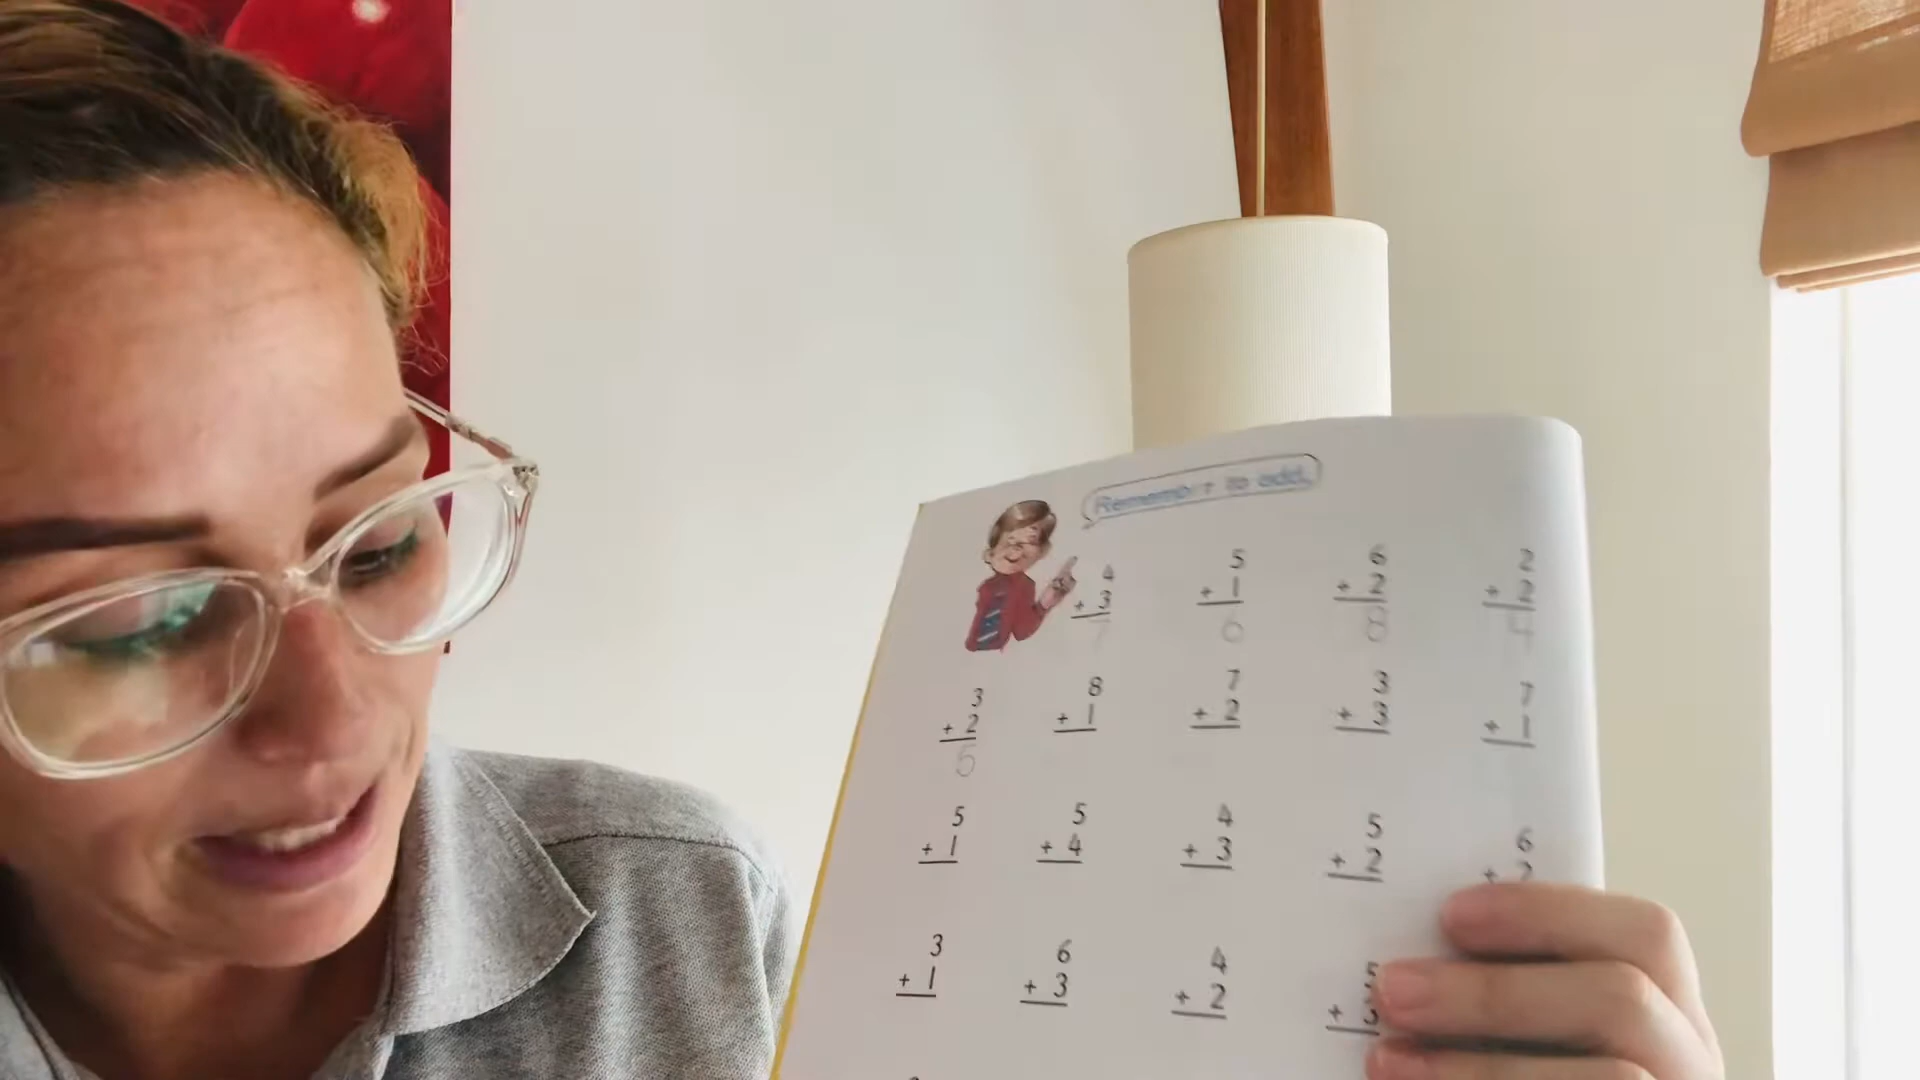 Remember to add.
4 5 6 2
+ 3 + 1 + 2 + 2
7 6 8 4
3 8 7 3 7
+ 2 + 1 + 2 + 3 + 1
5
5 5 4 5 6
+ 1 + 4 + 3 + 2 +
3 6 4 5
+ 1 + 3 + 2 + 3